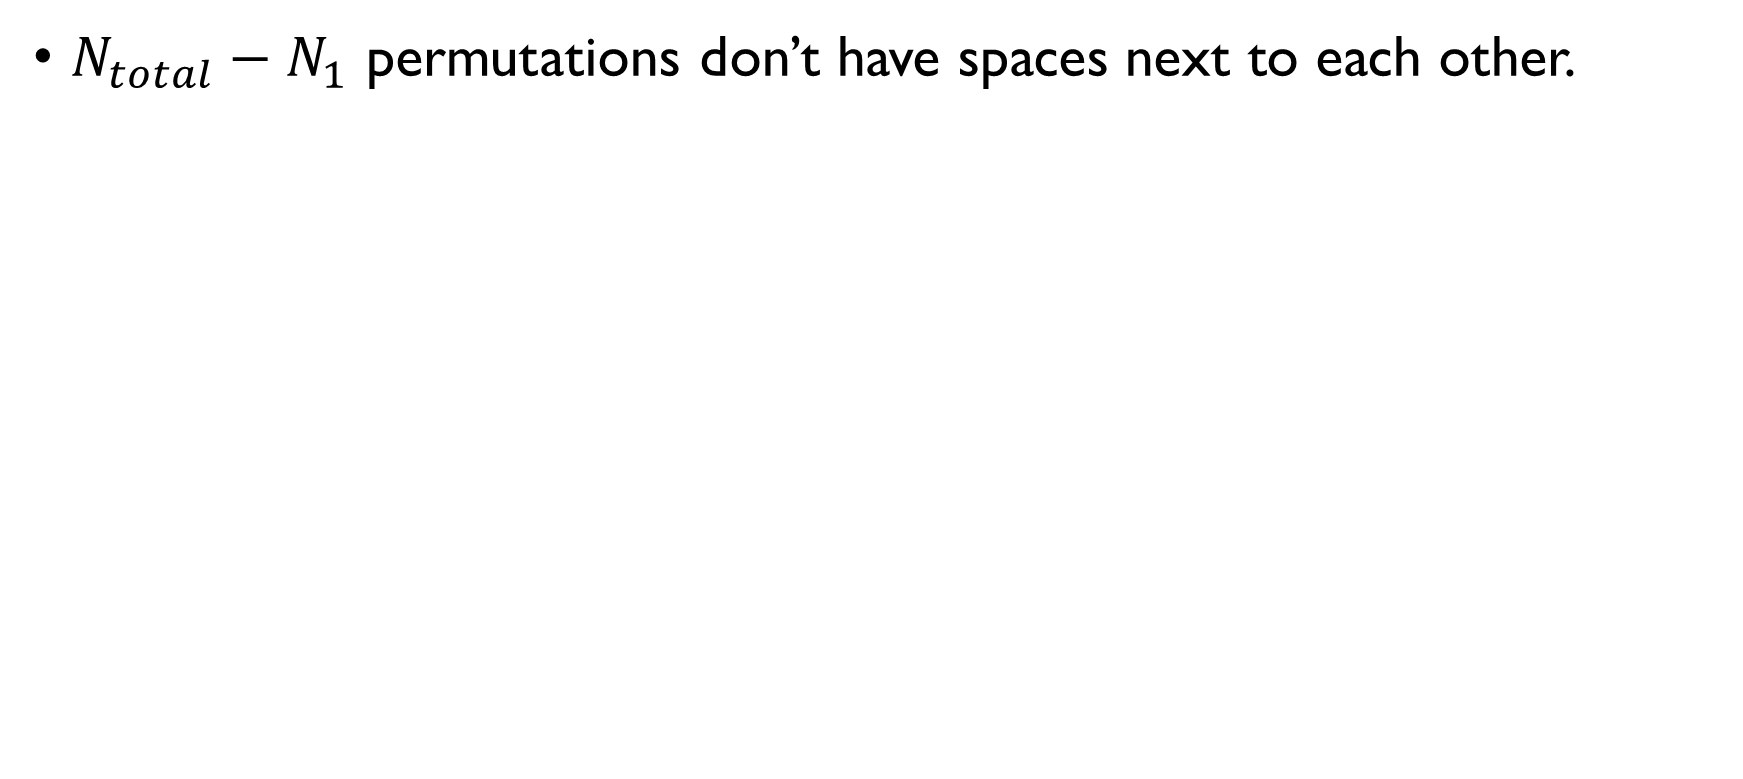 • N_total − N_1 permutations don’t have spaces next to each other.